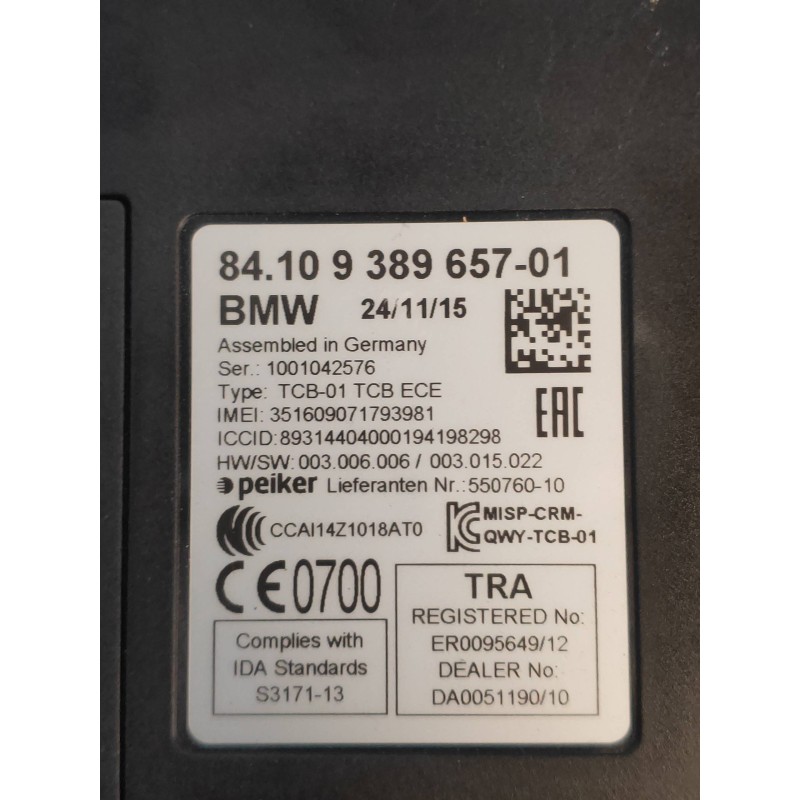 84.10 9 389 657-01
BMW 24/11/15
Assembled in Germany
Ser.: 1001042576
Type: TCB-01 TCB ECE
IMEI: 351609071793981
EAC
ICCID:89314404000194198298
HW/SW: 003.006.006 / 003.015.022
peiker Lieferanten Nr.:550760-10
CCAI14Z1018AT0
MISP-CRM-
QWY-TCB-01
CE0700
Complies with
IDA Standards
S3171-13
TRA
REGISTERED No:
ER0095649/12
DEALER No:
DA0051190/10